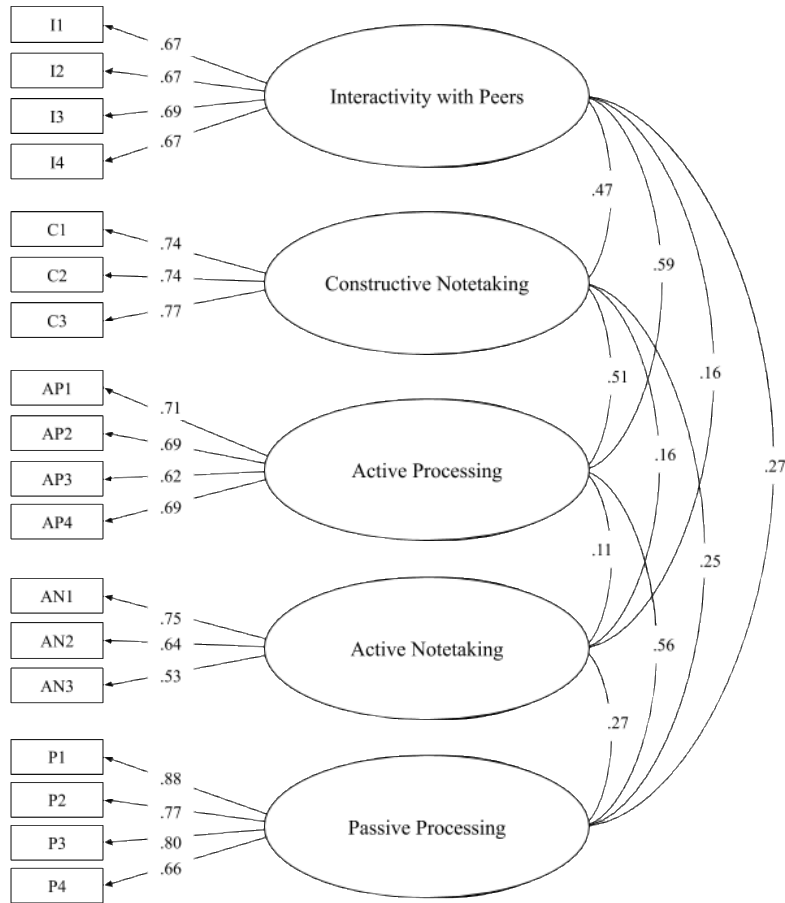 I1
.67
I2
.67
I3
.69
I4
.67
Interactivity with Peers
.47
C1
.74
C2
.74
C3
.77
Constructive Notetaking
.59
.51
.16
AP1
.71
AP2
.69
AP3
.62
AP4
.69
Active Processing
.16
.27
.11
.25
AN1
.75
AN2
.64
AN3
.53
Active Notetaking
.56
.27
P1
.88
P2
.77
P3
.80
P4
.66
Passive Processing